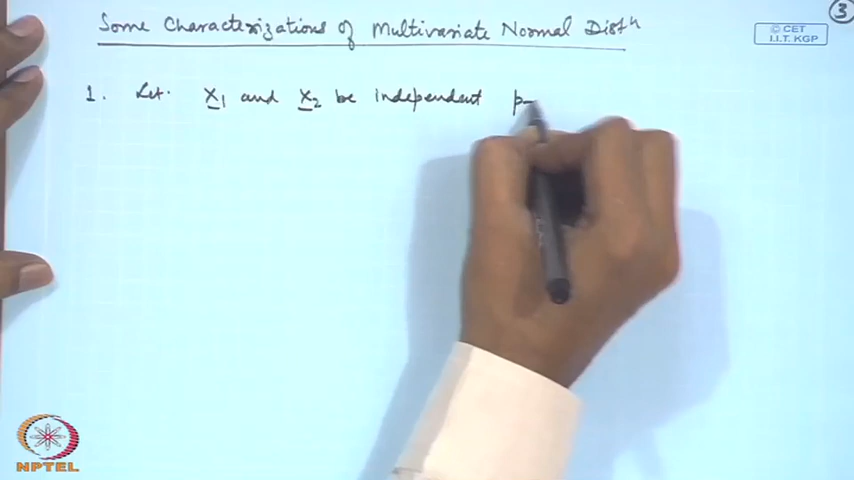 Some Characterizations of Multivariate Normal Distⁿ
3
© CET
I.I.T. KGP
1. Let. X1 and X2 be independent p-
NPTEL